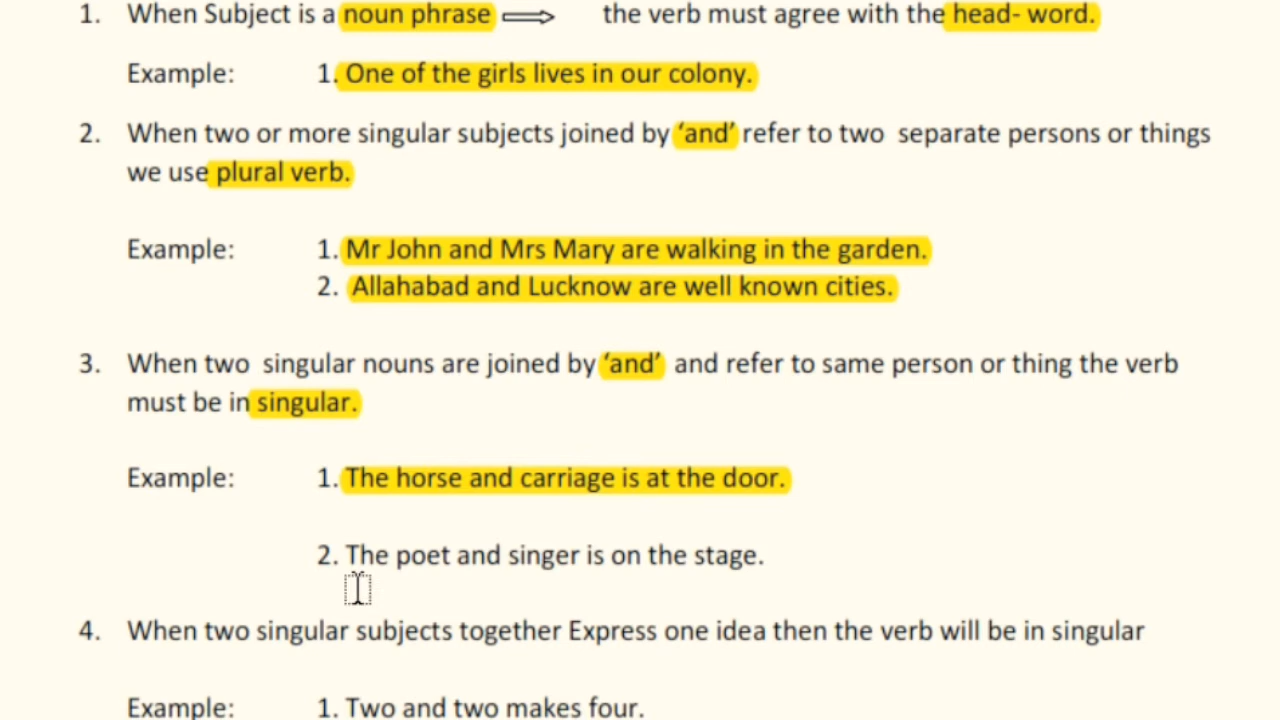 1. When Subject is a noun phrase ⇒ the verb must agree with the head- word.
Example: 1. One of the girls lives in our colony.
2. When two or more singular subjects joined by ‘and’ refer to two separate persons or things
we use plural verb.
Example: 1. Mr John and Mrs Mary are walking in the garden.
2. Allahabad and Lucknow are well known cities.
3. When two singular nouns are joined by ‘and’ and refer to same person or thing the verb
must be in singular.
Example: 1. The horse and carriage is at the door.
2. The poet and singer is on the stage.
4. When two singular subjects together Express one idea then the verb will be in singular
Example: 1. Two and two makes four.